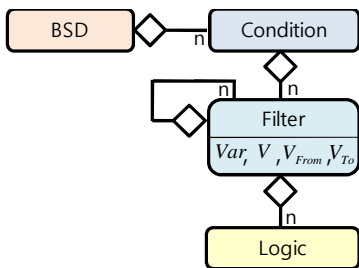 BSD
n
Condition
n
n
Filter
Var, V ,V_From ,V_To
n
Logic